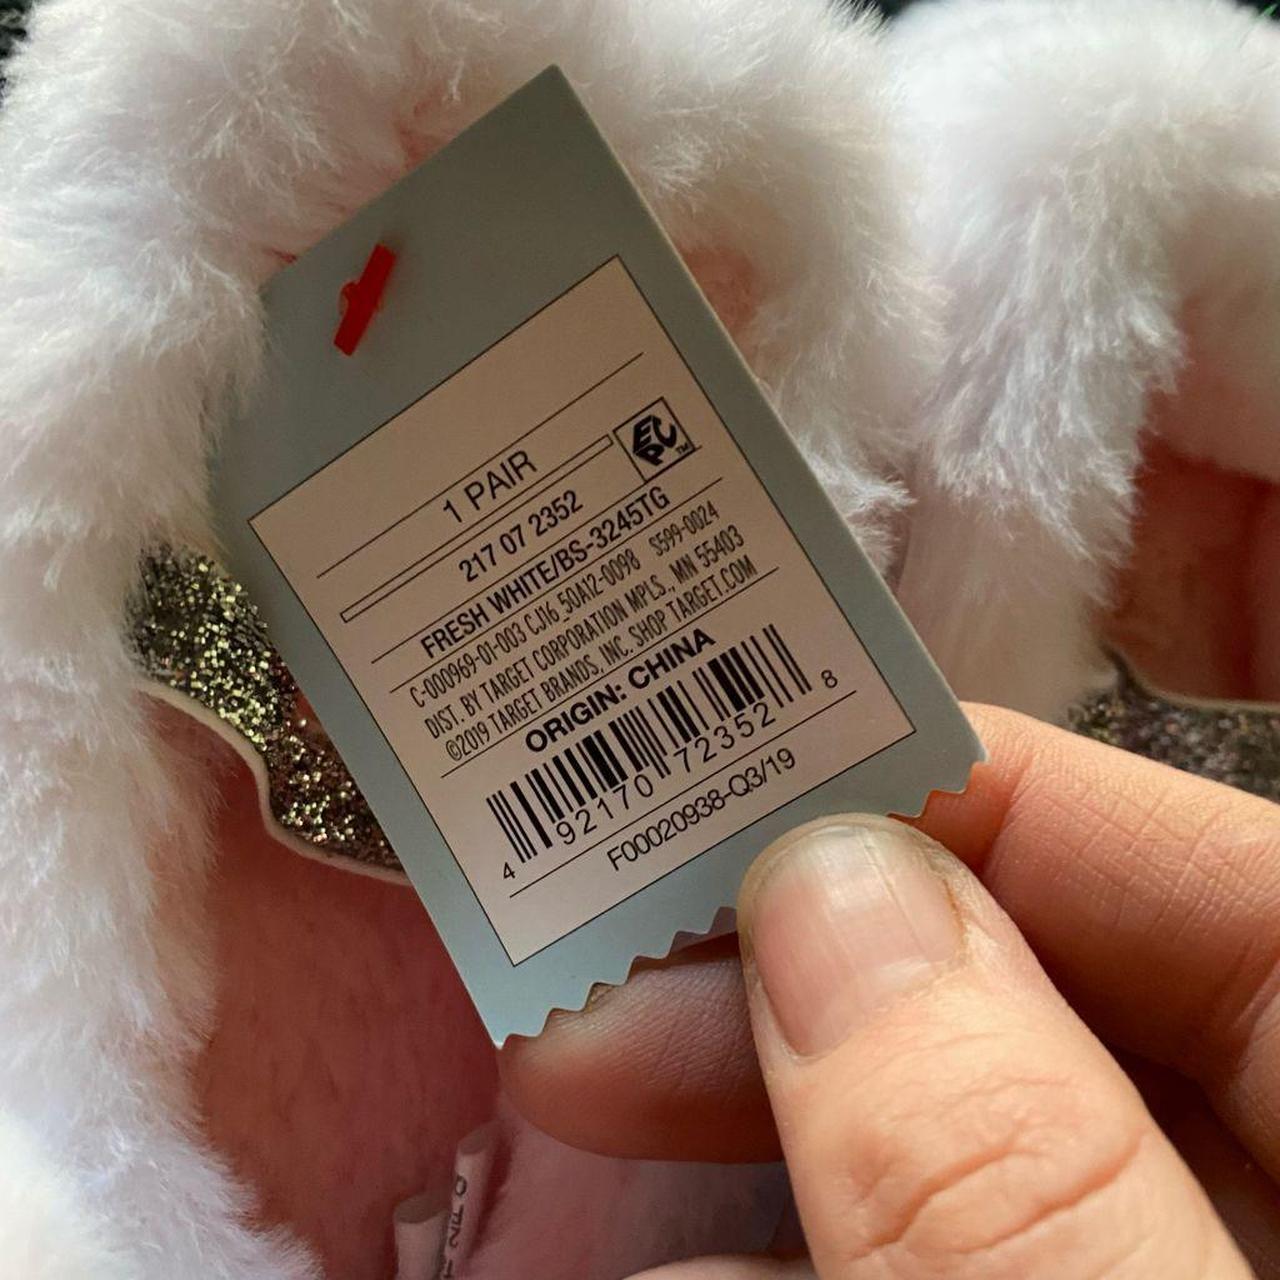 EPC™
1 PAIR
217 07 2352
FRESH WHITE/BS-3245TG
C-000969-01-003 CJ16_50A12-0098 S599-0024
DIST. BY TARGET CORPORATION MPLS., MN 55403
©2019 TARGET BRANDS, INC. SHOP TARGET.COM
ORIGIN: CHINA
4 92170 72352 8
F00020938-Q3/19